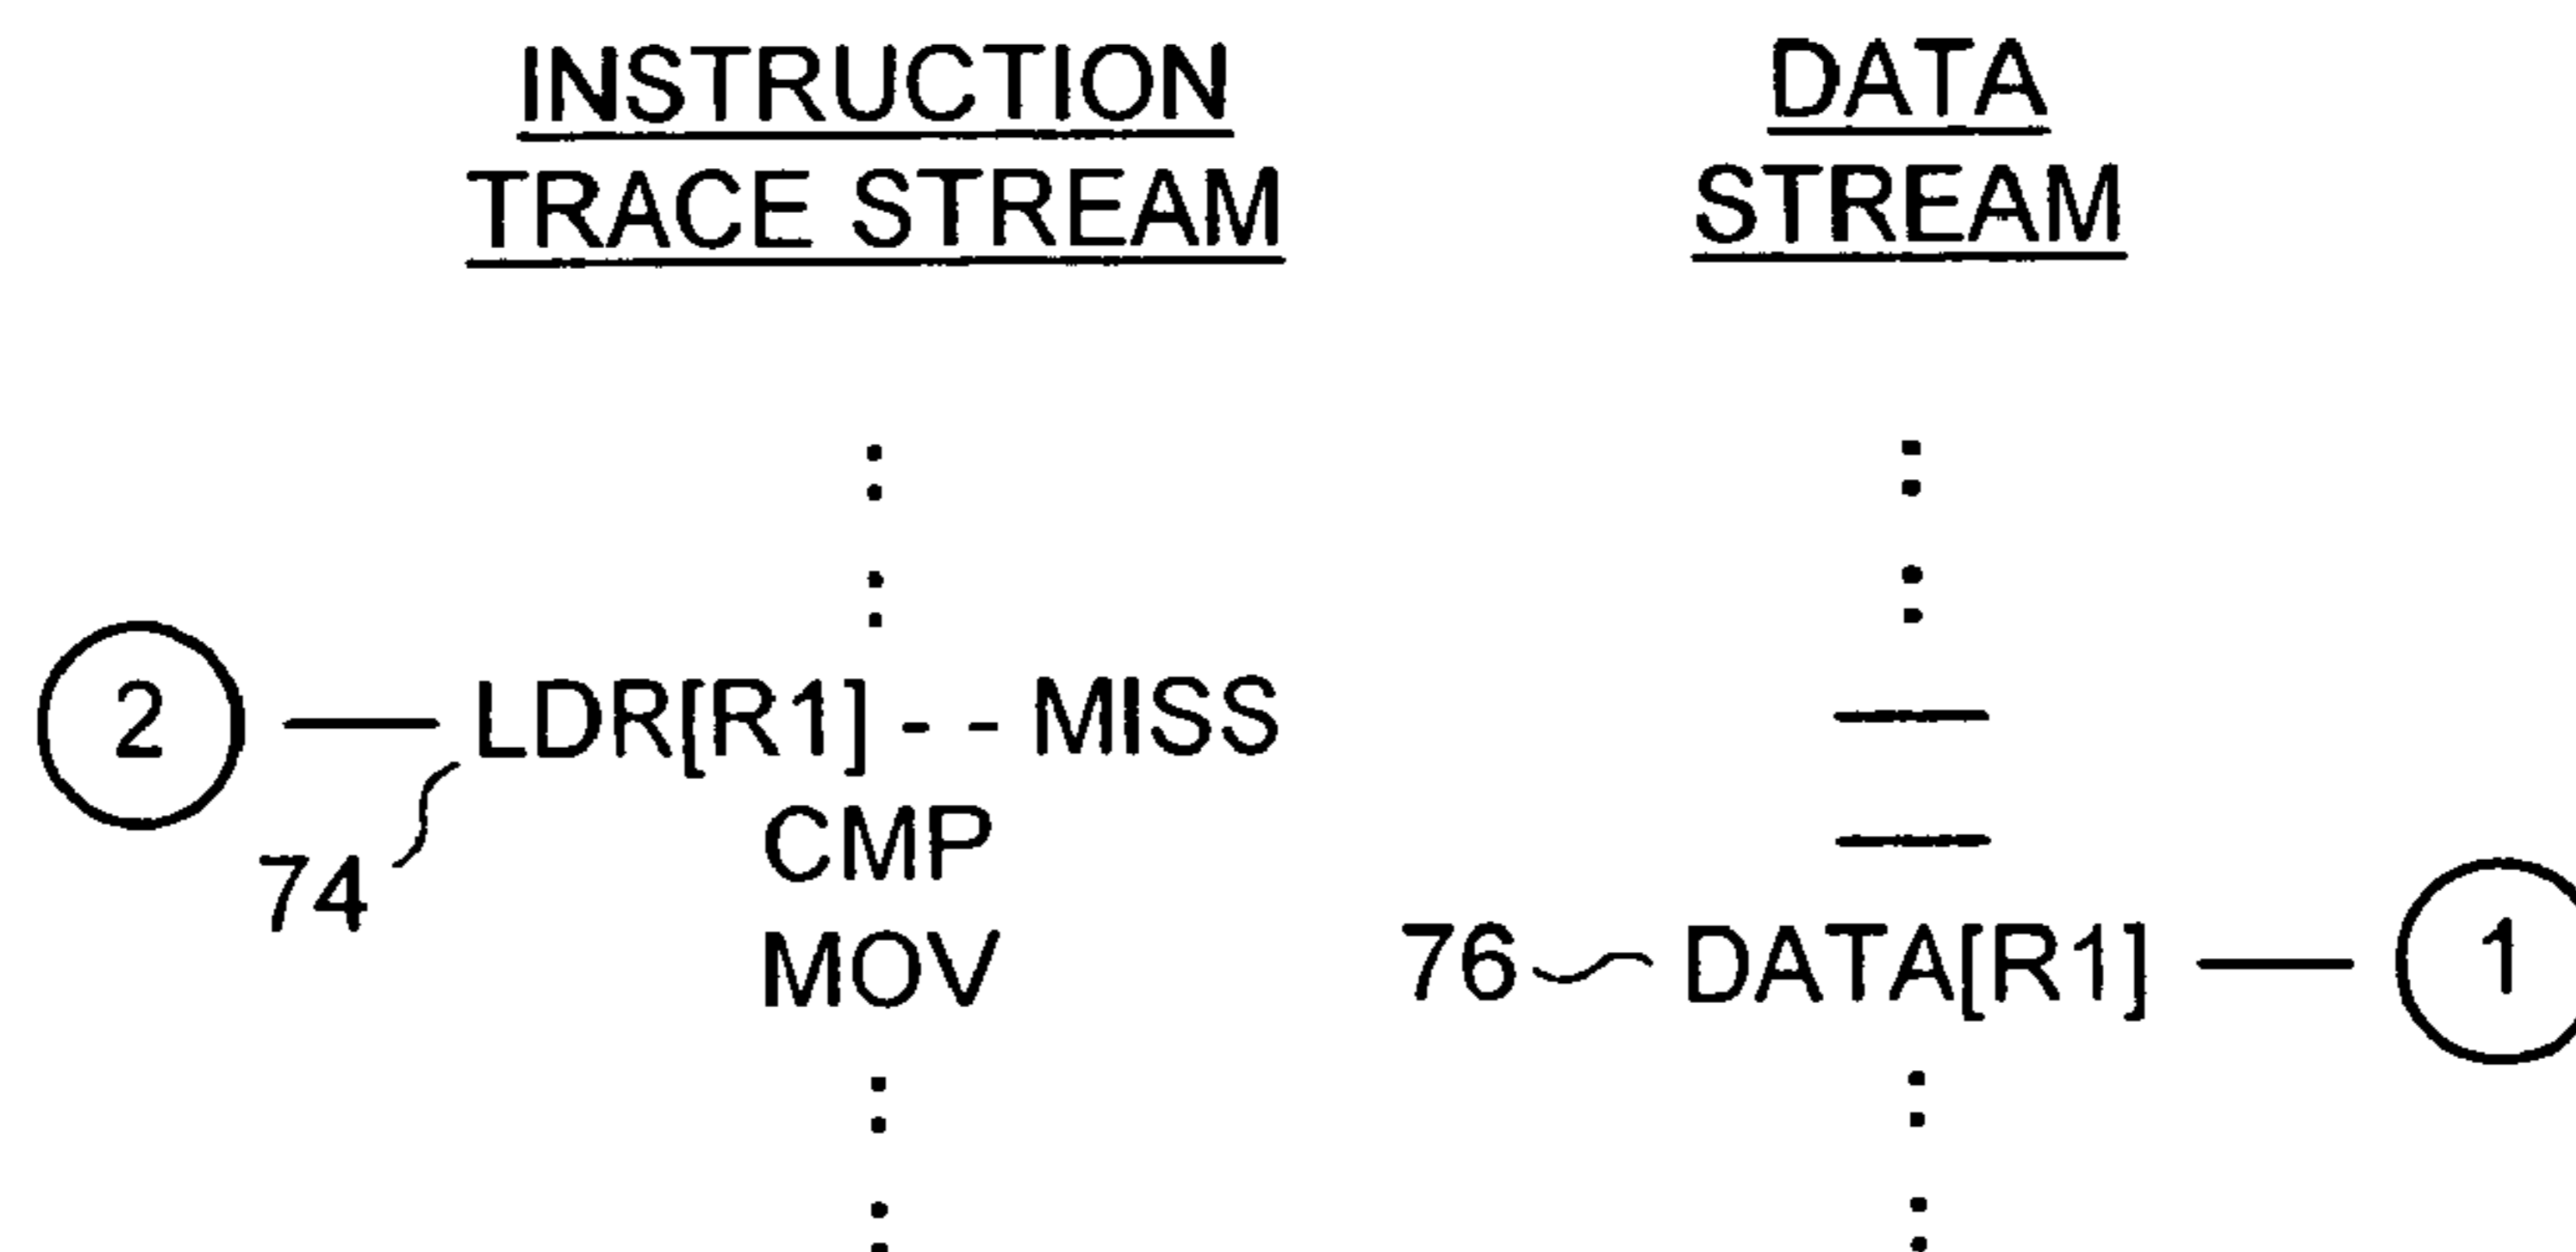 INSTRUCTION
TRACE STREAM
DATA
STREAM
2
LDR[R1] - - MISS
74
CMP
MOV
76
DATA[R1]
1